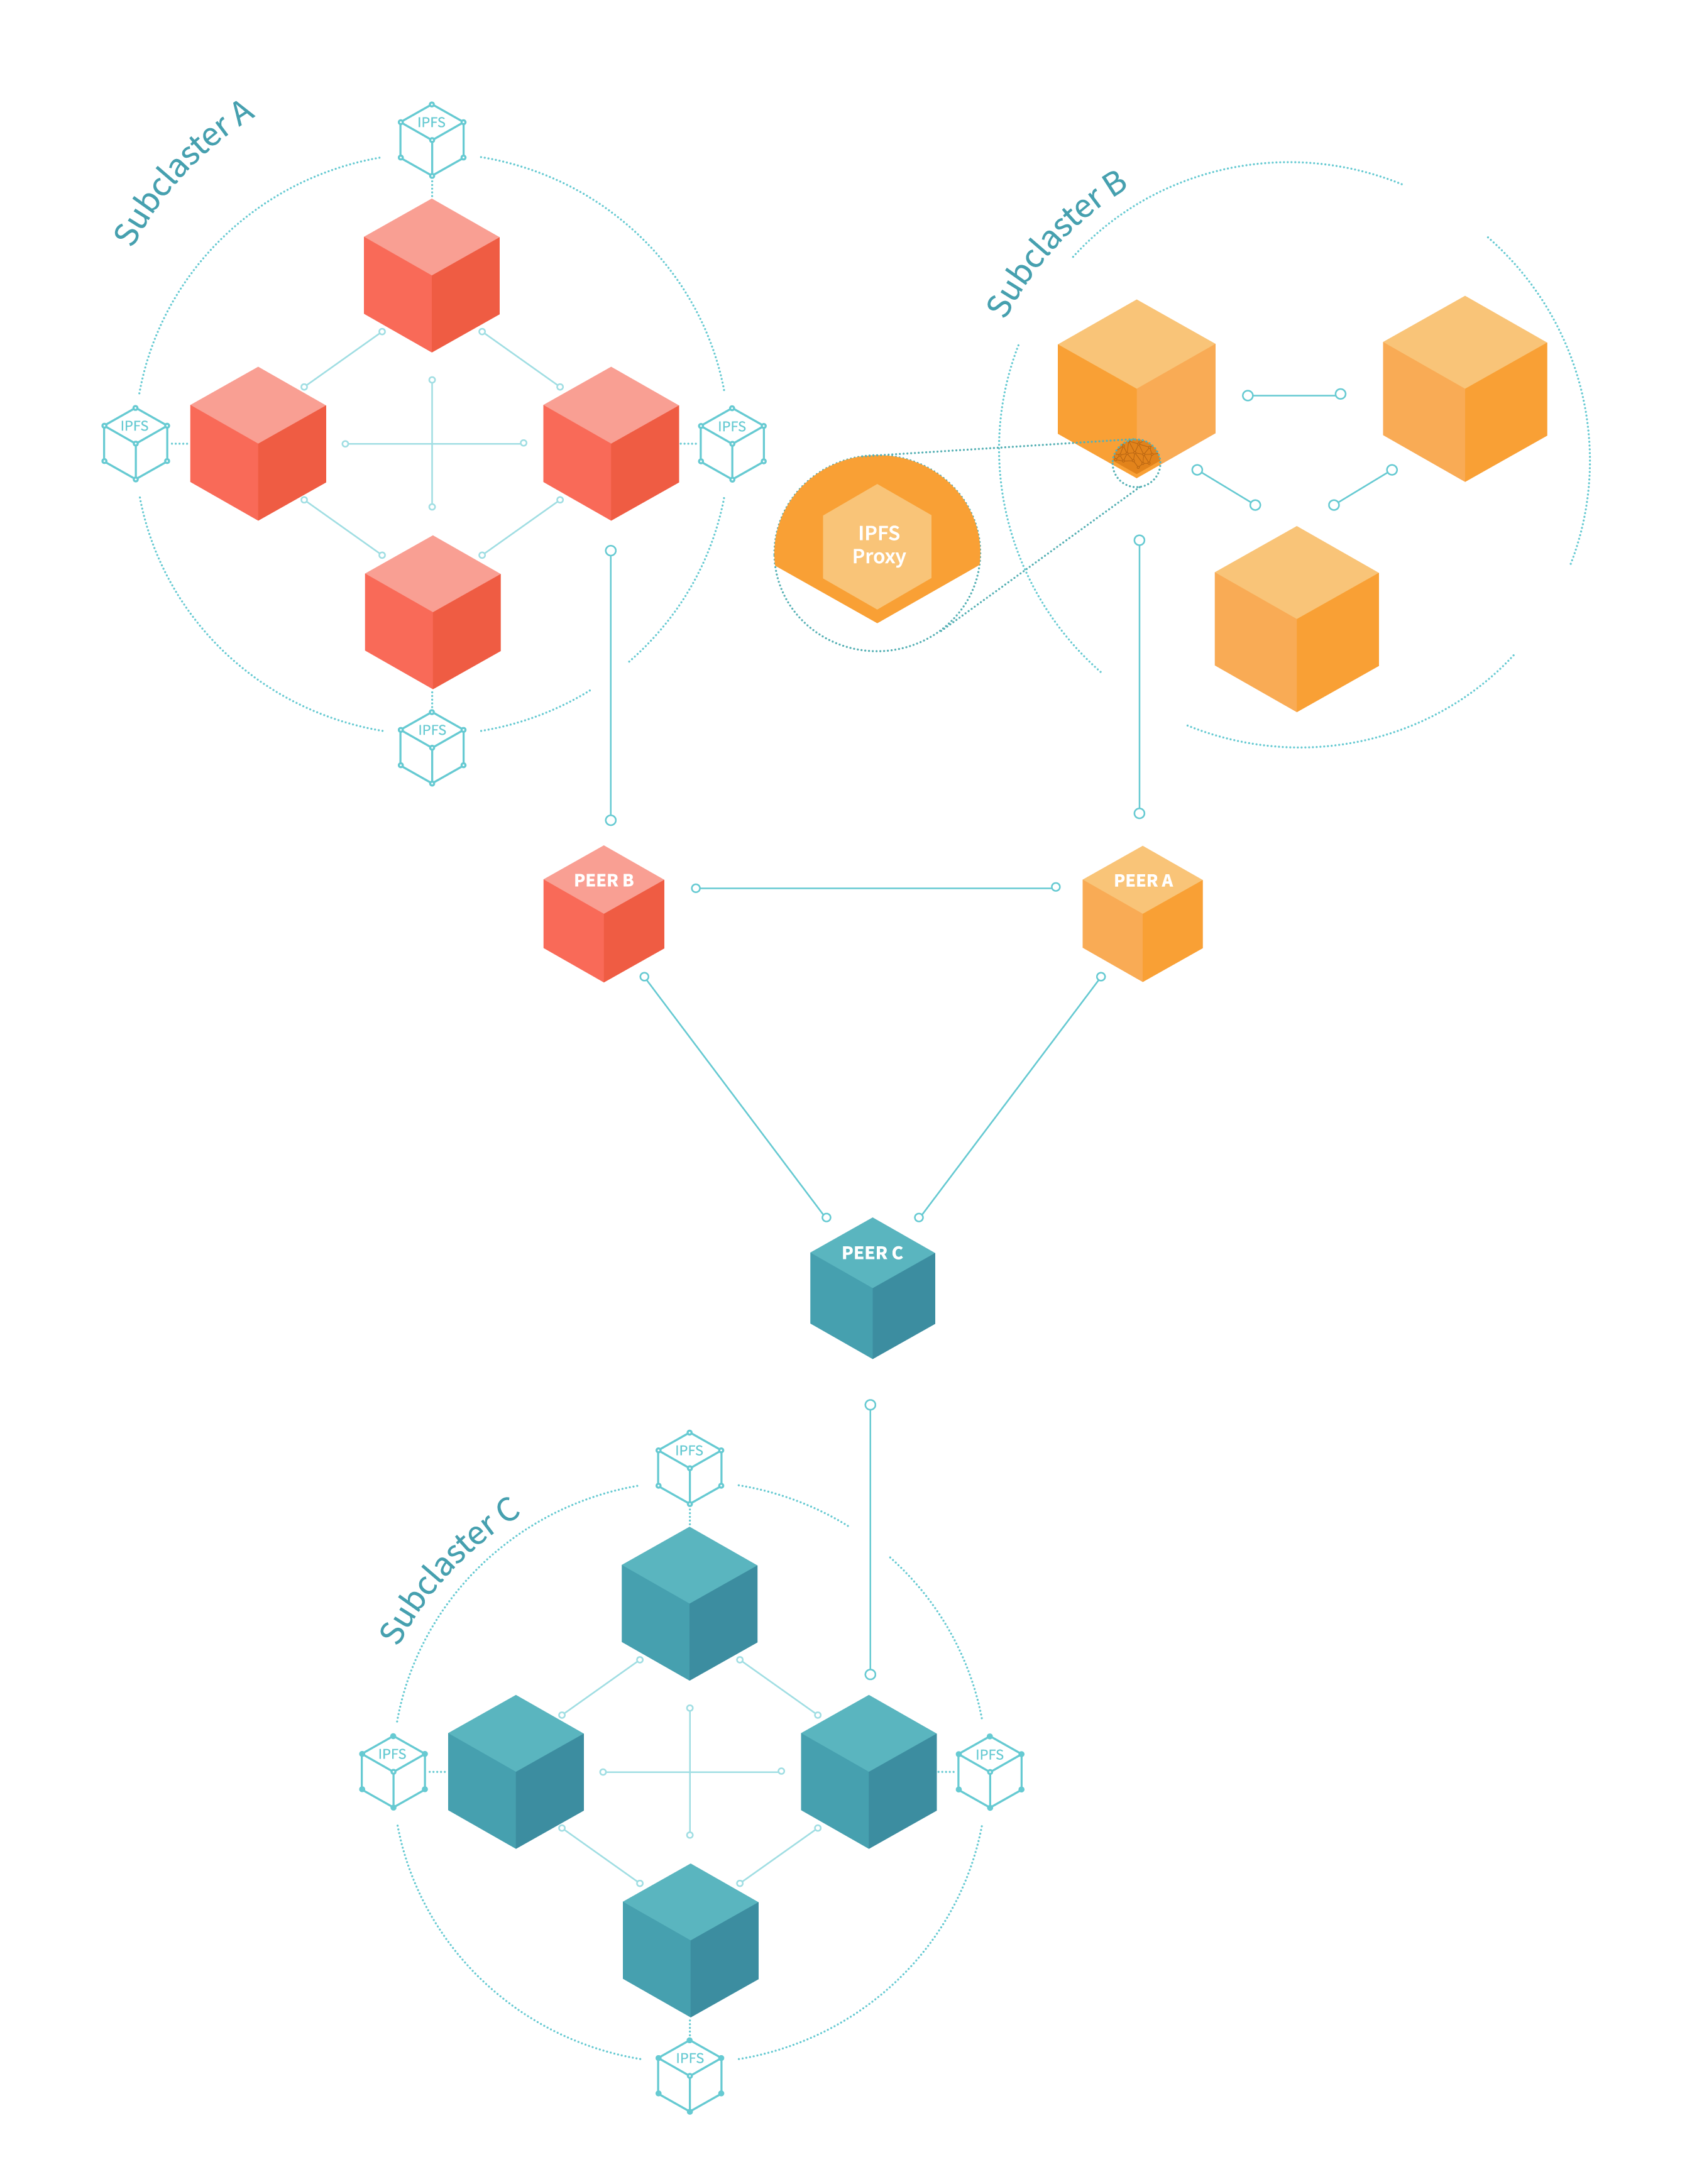 Subclaster A
IPFS
IPFS
IPFS
IPFS
Subclaster B
IPFS
Proxy
PEER B
PEER A
PEER C
Subclaster C
IPFS
IPFS
IPFS
IPFS